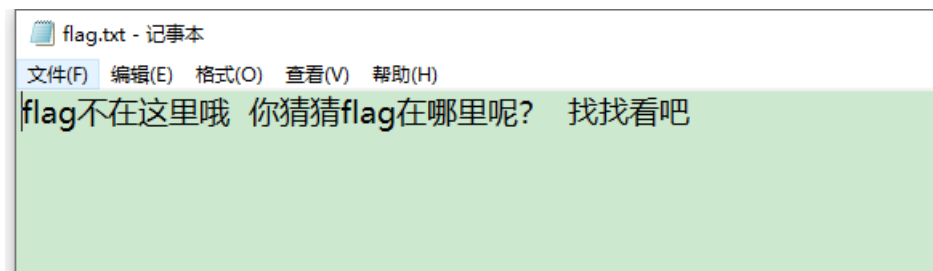 flag.txt - 记事本
文件(F) 编辑(E) 格式(O) 查看(V) 帮助(H)
flag不在这里哦 你猜猜flag在哪里呢? 找找看吧